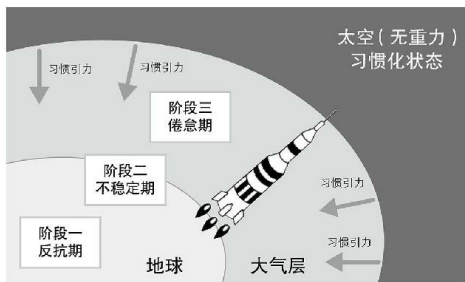 太空(无重力)
习惯化状态
习惯引力
习惯引力
阶段三
倦怠期
阶段二
不稳定期
习惯引力
阶段一
反抗期
习惯引力
地球
大气层